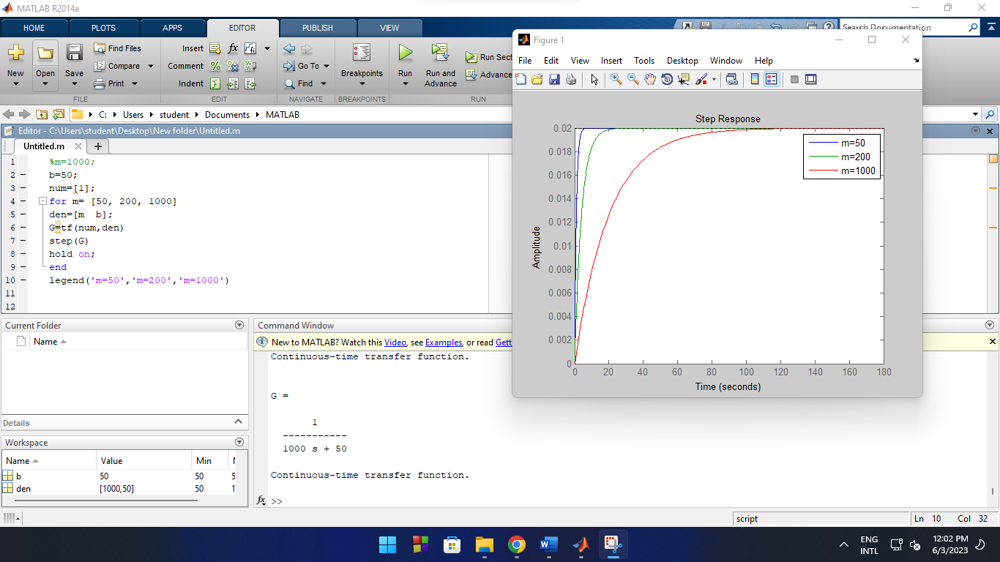 MATLAB R2014a
HOME PLOTS APPS EDITOR PUBLISH VIEW
Search Documentation
New Open Save
Find Files
Compare
Print
Insert
Comment
Indent
fx
Go To
Find
Breakpoints
Run
Run and Advance
Run Sect
Advance
FILE EDIT NAVIGATE BREAKPOINTS RUN
C: Users student Documents MATLAB
Editor - C:\Users\student\Desktop\New folder\Untitled.m
Untitled.m
1 %m=1000;
2 b=50;
3 num=[1];
4 for m= [50, 200, 1000]
5 den=[m b];
6 G=tf(num,den)
7 step(G)
8 hold on;
9 end
10 legend('m=50','m=200','m=1000')
11
12
Figure 1
File Edit View Insert Tools Desktop Window Help
Step Response
m=50
m=200
m=1000
0.02
0.018
0.016
0.014
0.012
0.01
0.008
0.006
0.004
0.002
0
Amplitude
0 20 40 60 80 100 120 140 160 180
Time (seconds)
Current Folder
Name
Details
Workspace
Name Value Min
b 50 50 5
den [1000,50] 50 1
Command Window
New to MATLAB? Watch this Video, see Examples, or read Gett
Continuous-time transfer function.
G =
1
-----------
1000 s + 50
Continuous-time transfer function.
fx >>
script Ln 10 Col 32
ENG
INTL
12:02 PM
6/3/2023